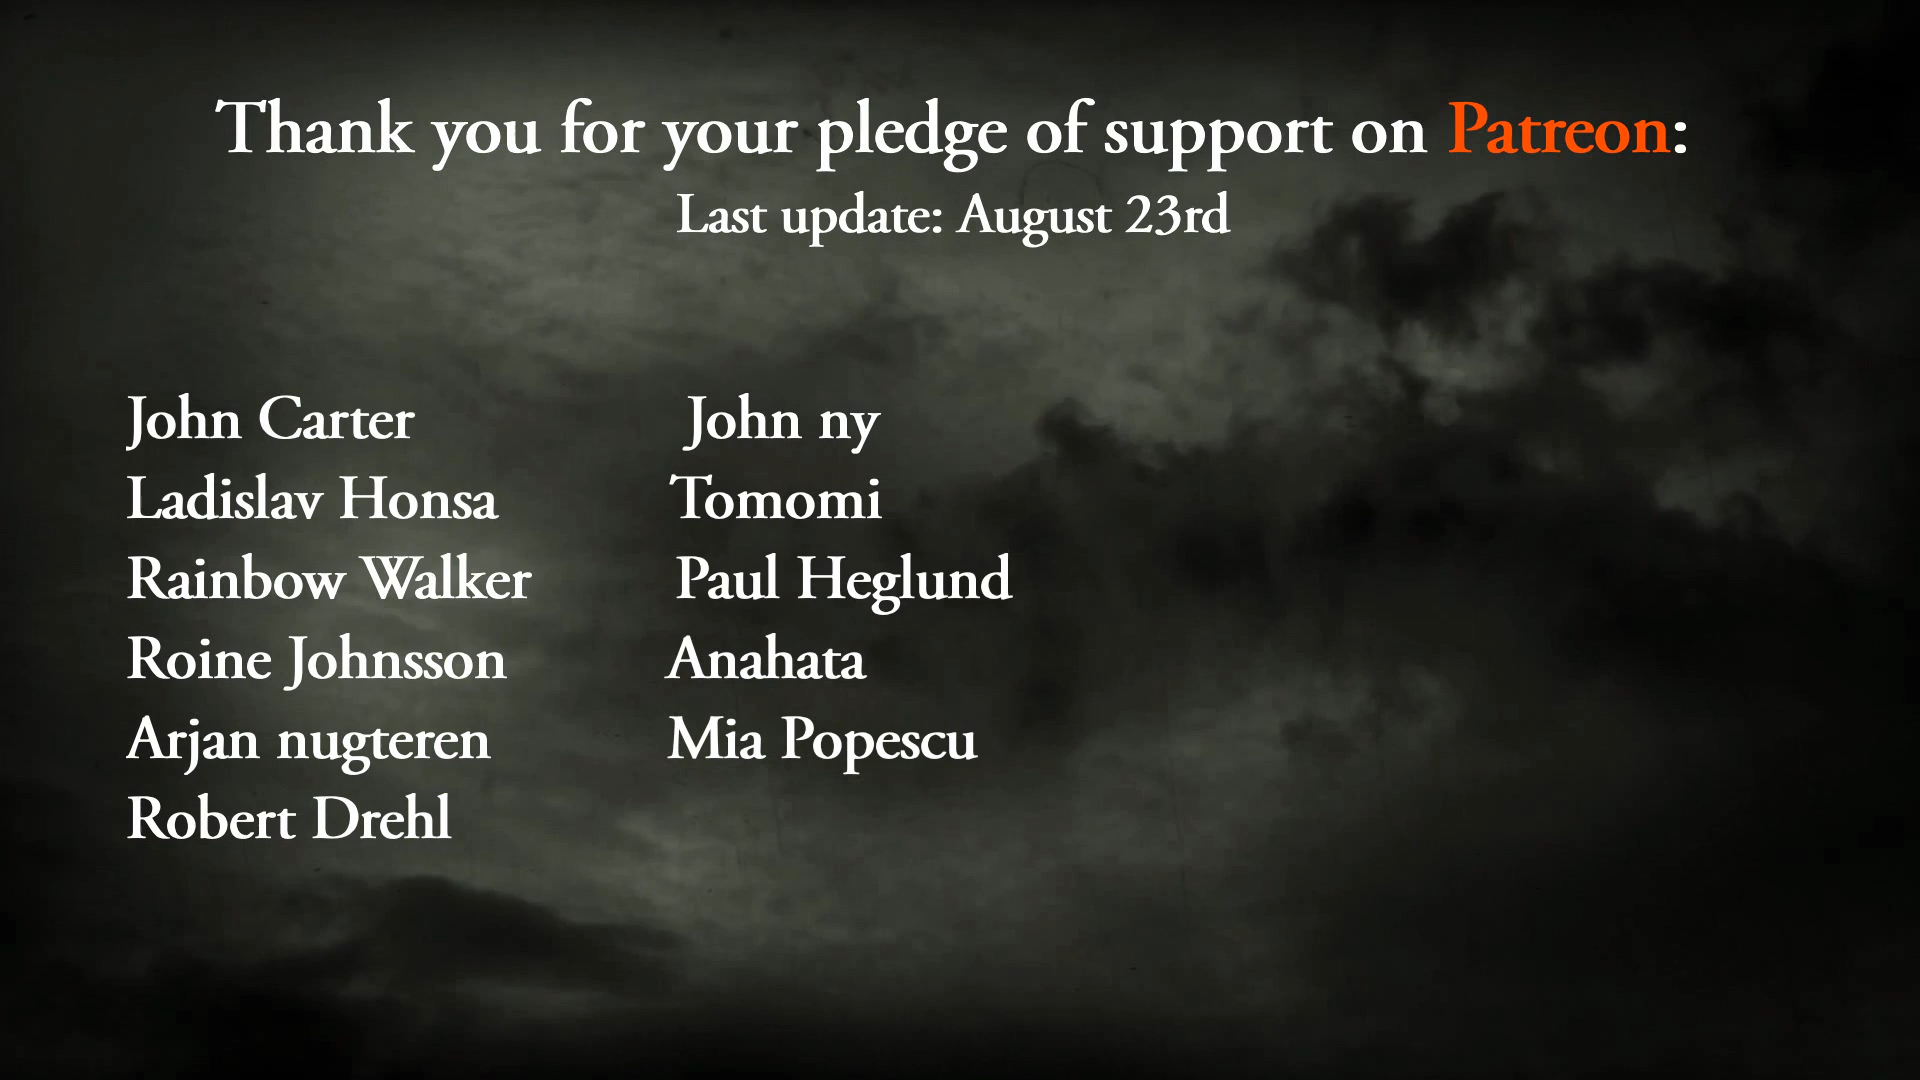 Thank you for your pledge of support on Patreon:
Last update: August 23rd
John Carter
Ladislav Honsa
Rainbow Walker
Roine Johnsson
Arjan nugteren
Robert Drehl
John ny
Tomomi
Paul Heglund
Anahata
Mia Popescu